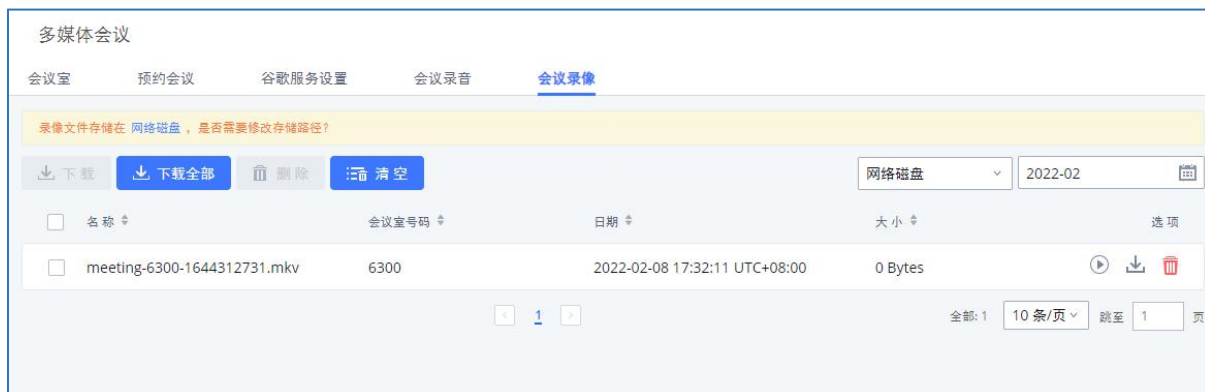 多媒体会议
会议室 预约会议 谷歌服务设置 会议录音 会议录像
录像文件存储在 网络磁盘 ，是否需要修改存储路径?
下载 下载全部 删除 清空 网络磁盘 2022-02
名称 会议室号码 日期 大小 选项
meeting-6300-1644312731.mkv 6300 2022-02-08 17:32:11 UTC+08:00 0 Bytes
< 1 > 全部: 1 10 条/页 跳至 1 页